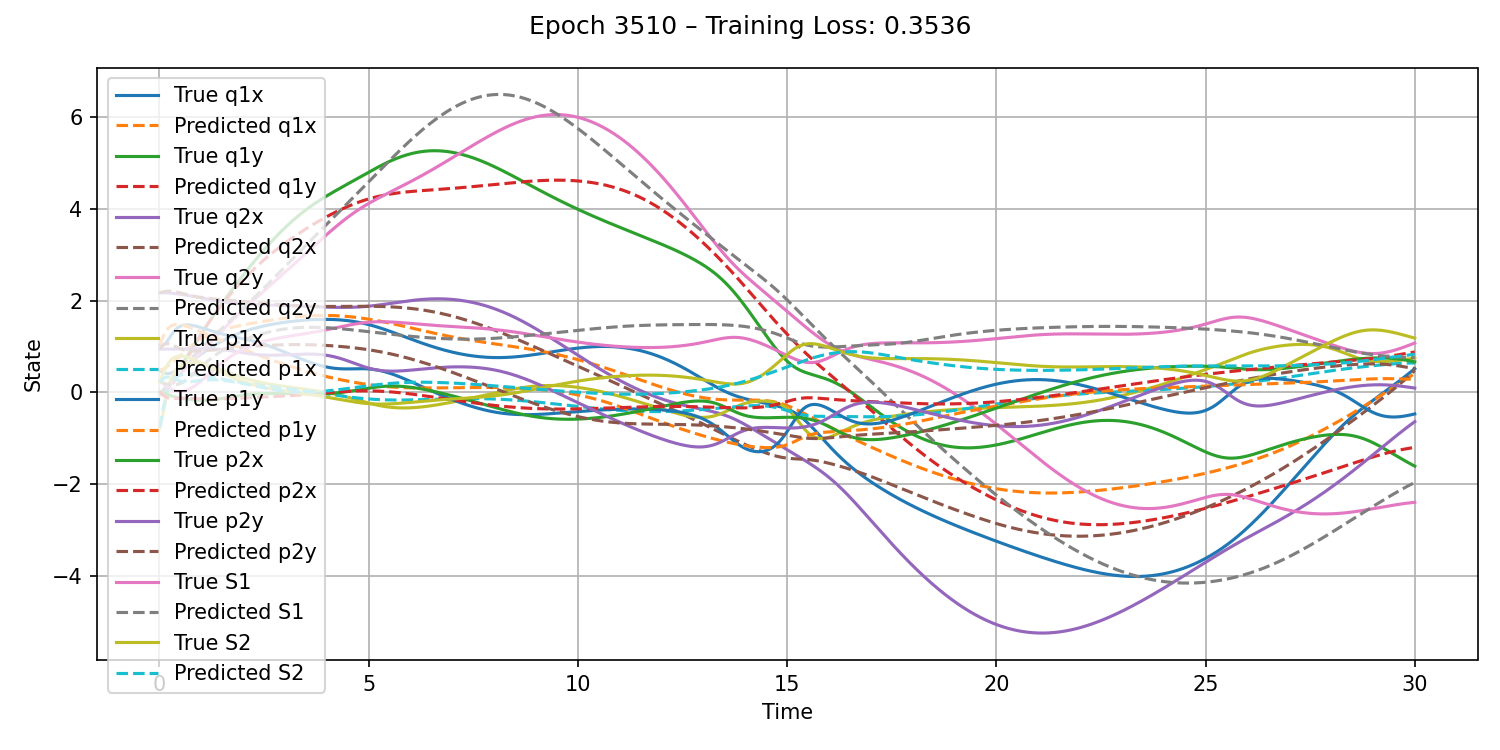 Epoch 3510 – Training Loss: 0.3536
State
6
4
2
0
−2
−4
True q1x
Predicted q1x
True q1y
Predicted q1y
True q2x
Predicted q2x
True q2y
Predicted q2y
True p1x
Predicted p1x
True p1y
Predicted p1y
True p2x
Predicted p2x
True p2y
Predicted p2y
True S1
Predicted S1
True S2
Predicted S2
0 5 10 15 20 25 30
Time